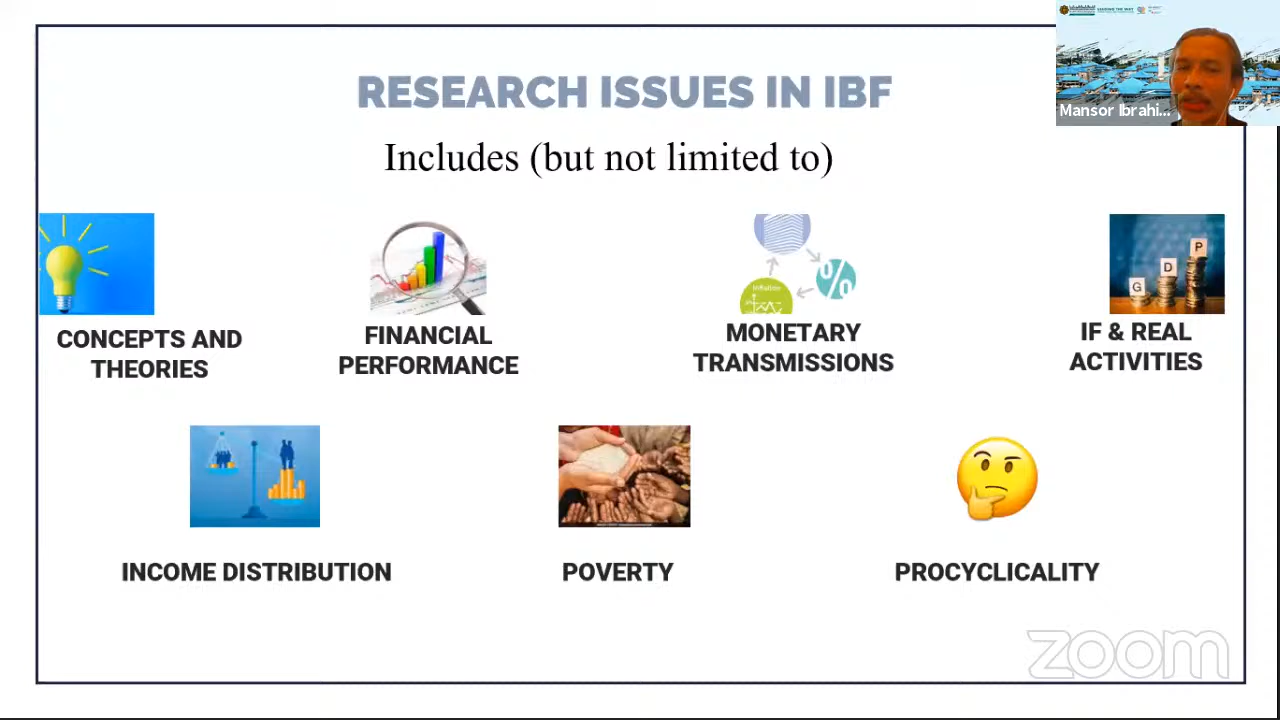 RESEARCH ISSUES IN IBF
Includes (but not limited to)
Mansor Ibrahi...
CONCEPTS AND
THEORIES
FINANCIAL
PERFORMANCE
%
Inflation
MONETARY
TRANSMISSIONS
G
D
P
IF & REAL
ACTIVITIES
INCOME DISTRIBUTION
POVERTY
PROCYCLICALITY
zoom